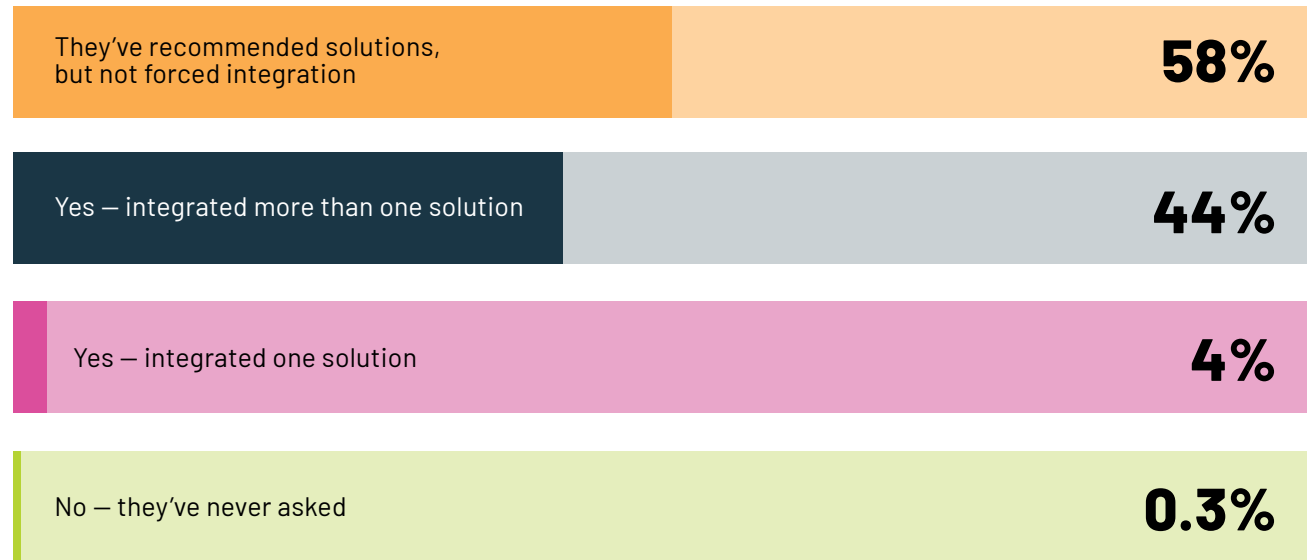 They’ve recommended solutions,
but not forced integration
58%
Yes — integrated more than one solution
44%
Yes — integrated one solution
4%
No — they’ve never asked
0.3%